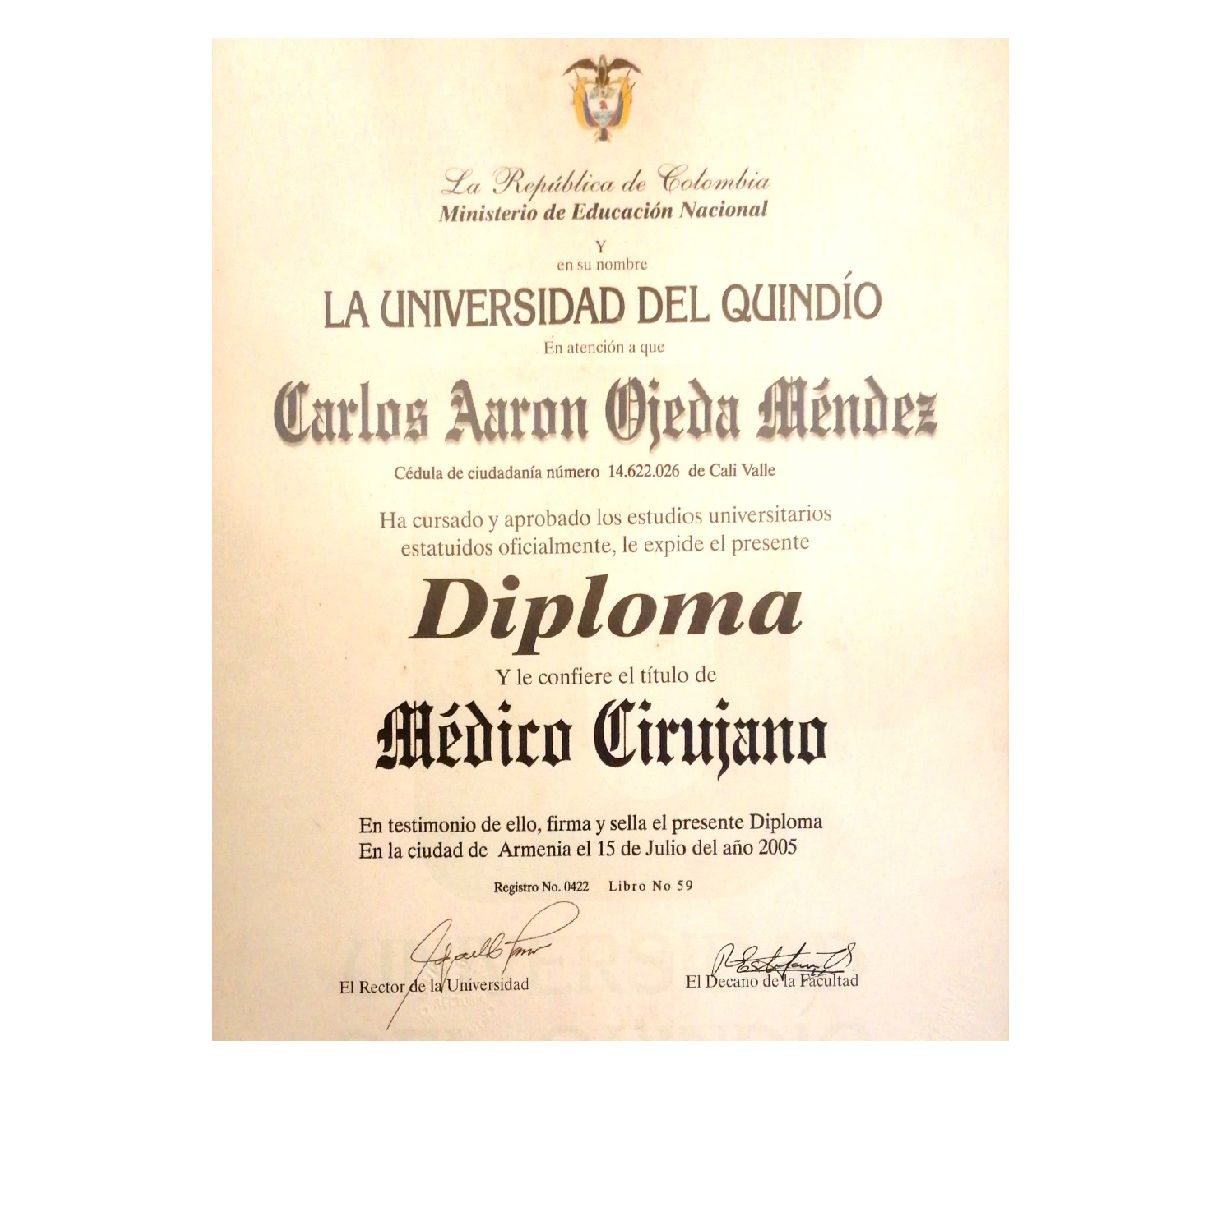 La República de Colombia
Ministerio de Educación Nacional
Y
en su nombre
LA UNIVERSIDAD DEL QUINDÍO
En atención a que
Carlos Aaron Ojeda Méndez
Cédula de ciudadanía número 14.622.026 de Cali Valle
Ha cursado y aprobado los estudios universitarios
estatuidos oficialmente, le expide el presente
Diploma
Y le confiere el título de
Médico Cirujano
En testimonio de ello, firma y sella el presente Diploma
En la ciudad de Armenia el 15 de Julio del año 2005
Registro No. 0422 Libro No 59
El Rector de la Universidad
El Decano de la Facultad